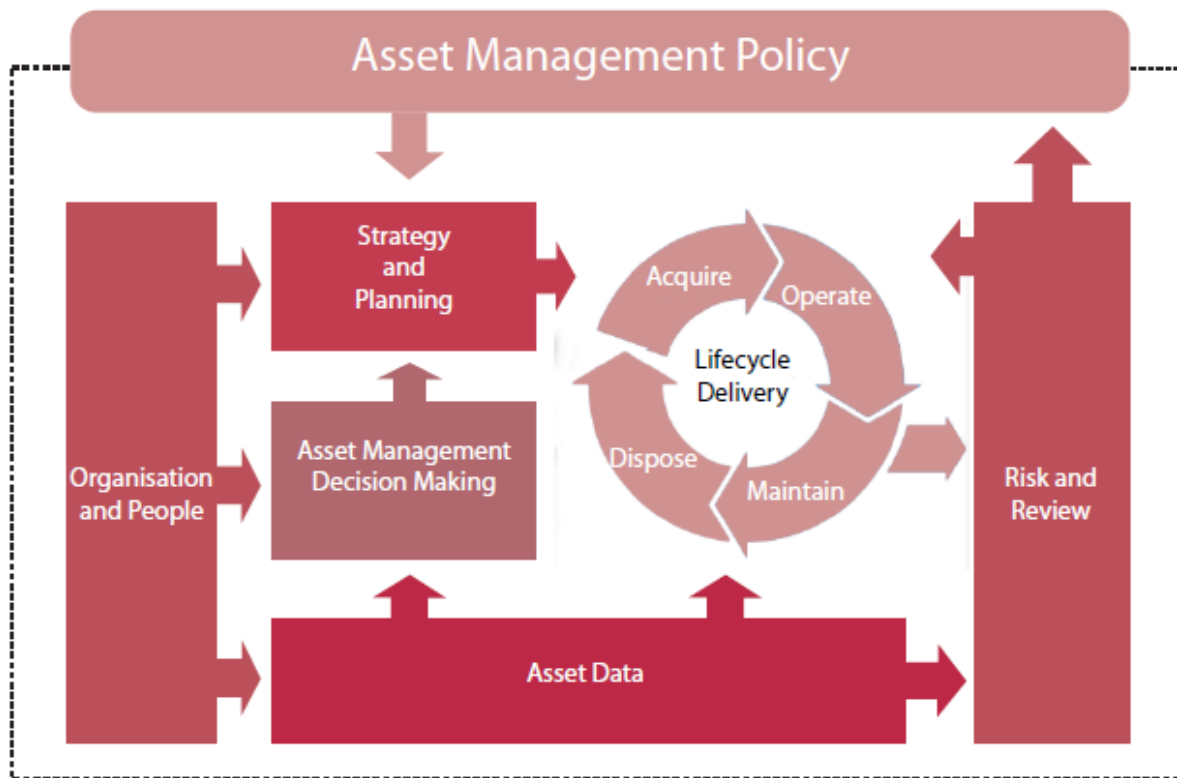 Asset Management Policy
Strategy
and
Planning
Acquire
Operate
Lifecycle
Delivery
Asset Management
Decision Making
Dispose
Maintain
Organisation
and People
Risk and
Review
Asset Data